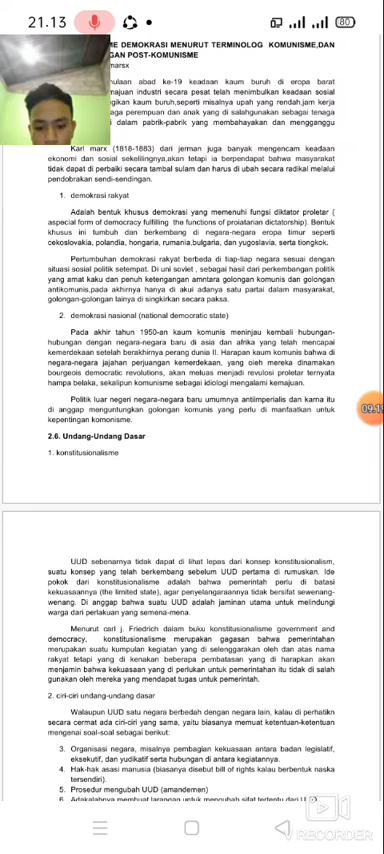 21.13
80
ME DEMOKRASI MENURUT TERMINOLOG KOMUNISME,DAN
GAN POST-KOMUNISME
marsx
ulaan abad ke-19 keadaan kaum buruh di eropa barat
majuan industri secara pesat telah menimbulkan keadaan sosial
gikan kaum buruh,seperti misalnya upah yang rendah,jam kerja
aga perempuan dan anak yang di salahgunakan sebagai tenaga
di dalam pabrik-pabrik yang membahayakan dan mengganggu
Karl marx (1818-1883) dari jerman juga banyak mengencam keadaan
ekonomi dan sosial sekelilingnya,akan tetapi ia berpendapat bahwa masyarakat
tidak dapat di perbaiki secara tambal sulam dan harus di ubah secara radikal melalui
pendobrakan sendi-sendingan.
1. demokrasi rakyat
Adalah bentuk khusus demokrasi yang memenuhi fungsi diktator proletar (
aspecial form of democracy fulfilling the functions of proiatarian dictatorship). Bentuk
khusus ini tumbuh dan berkembang di negara-negara eropa timur seperti
cekoslovakia, polandia, hongaria, rumania,bulgaria, dan yugoslavia, serta tiongkok.
Pertumbuhan demokrasi rakyat berbeda di tiap-tiap negara sesuai dengan
situasi sosial politik setempat. Di uni soviet , sebagai hasil dari perkembangan politik
yang amat kaku dan penuh ketengangan amntara golongan komunis dan golongan
antikomunis,pada akhirnya hanya di akui adanya satu partai dalam masyarakat,
golongan-golongan lainya di singkirkan secara paksa.
2. demokrasi nasional (national democratic state)
Pada akhir tahun 1950-an kaum komunis meninjau kembali hubungan-
hubungan dengan negara-negara baru di asia dan afrika yang telah mencapai
kemerdekaan setelah berakhirnya perang dunia II. Harapan kaum komunis bahwa di
negara-negara jajahan perjuangan kemerdekaan, yang oleh mereka dinamakan
bourgeois democratic revolutions, akan meluas menjadi revulosi proletar ternyata
hampa belaka, sekalipun komunisme sebagai idiologi mengalami kemajuan.
Politik luar negeri negara-negara baru umumnya antiimperialis dan karna itu
di anggap menguntungkan golongan komunis yang perlu di manfaatkan untuk
kepentingan komonisme.
2.6. Undang-Undang Dasar
1. konstitusionalisme
UUD sebenarnya tidak dapat di lihat lepas dari konsep konstitusionalism,
suatu konsep yang telah berkembang sebelum UUD pertama di rumuskan. Ide
pokok dari konstitusionalisme adalah bahwa pemerintah perlu di batasi
kekuasaannya (the limited state), agar penyelangaraannya tidak bersifat sewenang-
wenang. Di anggap bahwa suatu UUD adalah jaminan utama untuk melindungi
warga dari perlakuan yang semena-mena.
Menurut carl j. Friedrich dalam buku konstitusionalisme government and
democracy, konstitusionalisme merupakan gagasan bahwa pemerintahan
merupakan suatu kumpulan kegiatan yang di selenggarakan oleh dan atas nama
rakyat tetapi yang di kenakan beberapa pembatasan yang di harapkan akan
menjamin bahwa kekuasaan yang di perlukan untuk pemerintahan itu tidak di salah
gunakan oleh mereka yang mendapat tugas untuk pemerintah.
2. ciri-ciri undang-undang dasar
Walaupun UUD satu negara berbedah dengan negara lain, kalau di perhatikn
secara cermat ada ciri-ciri yang sama, yaitu biasanya memuat ketentuan-ketentuan
mengenai soal-soal sebagai berikut:
3. Organisasi negara, misalnya pembagian kekuasaan antara badan legislatif,
eksekutif, dan yudikatif serta hubungan di antara kegiatannya.
4. Hak-hak asasi manusia (biasanya disebut bill of rights kalau berbentuk naska
tersendiri).
5. Prosedur mengubah UUD (amandemen)
6. Adakalahnya membuat larangan untuk mengubah sifat tertentu dari UUD
RECORDER